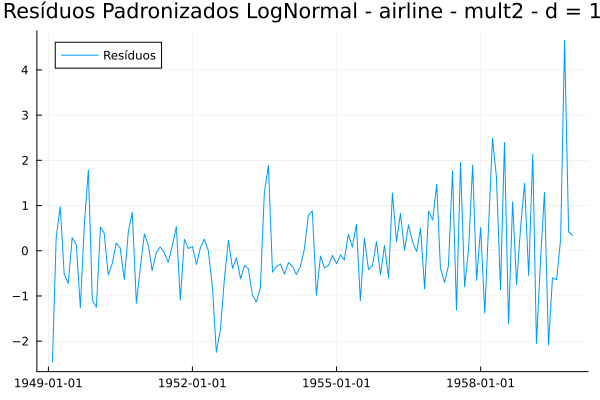 Resíduos Padronizados LogNormal - airline - mult2 - d = 1
Resíduos
4
3
2
1
0
−1
−2
1949-01-01 1952-01-01 1955-01-01 1958-01-01